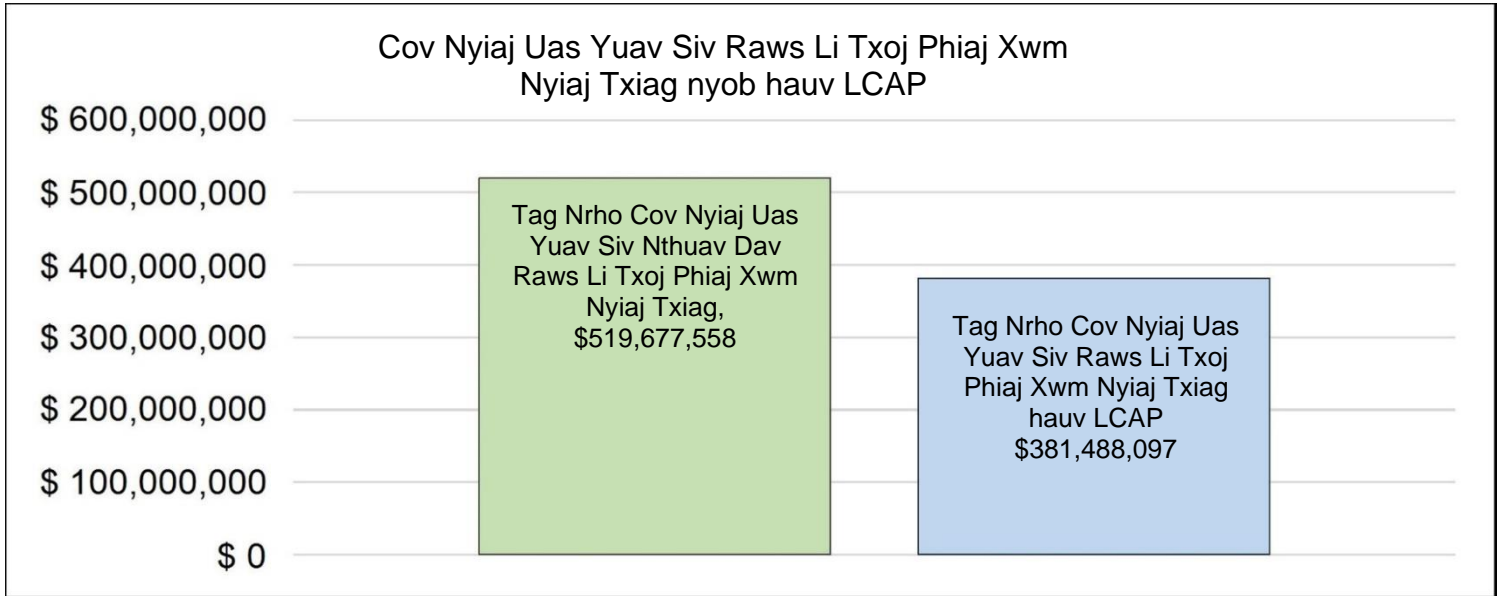 Cov Nyiaj Uas Yuav Siv Raws Li Txoj Phiaj Xwm
Nyiaj Txiag nyob hauv LCAP
$ 600,000,000
$ 500,000,000
$ 400,000,000
$ 300,000,000
$ 200,000,000
$ 100,000,000
$ 0
Tag Nrho Cov Nyiaj Uas
Yuav Siv Nthuav Dav
Raws Li Txoj Phiaj Xwm
Nyiaj Txiag,
$519,677,558
Tag Nrho Cov Nyiaj Uas
Yuav Siv Raws Li Txoj
Phiaj Xwm Nyiaj Txiag
hauv LCAP
$381,488,097